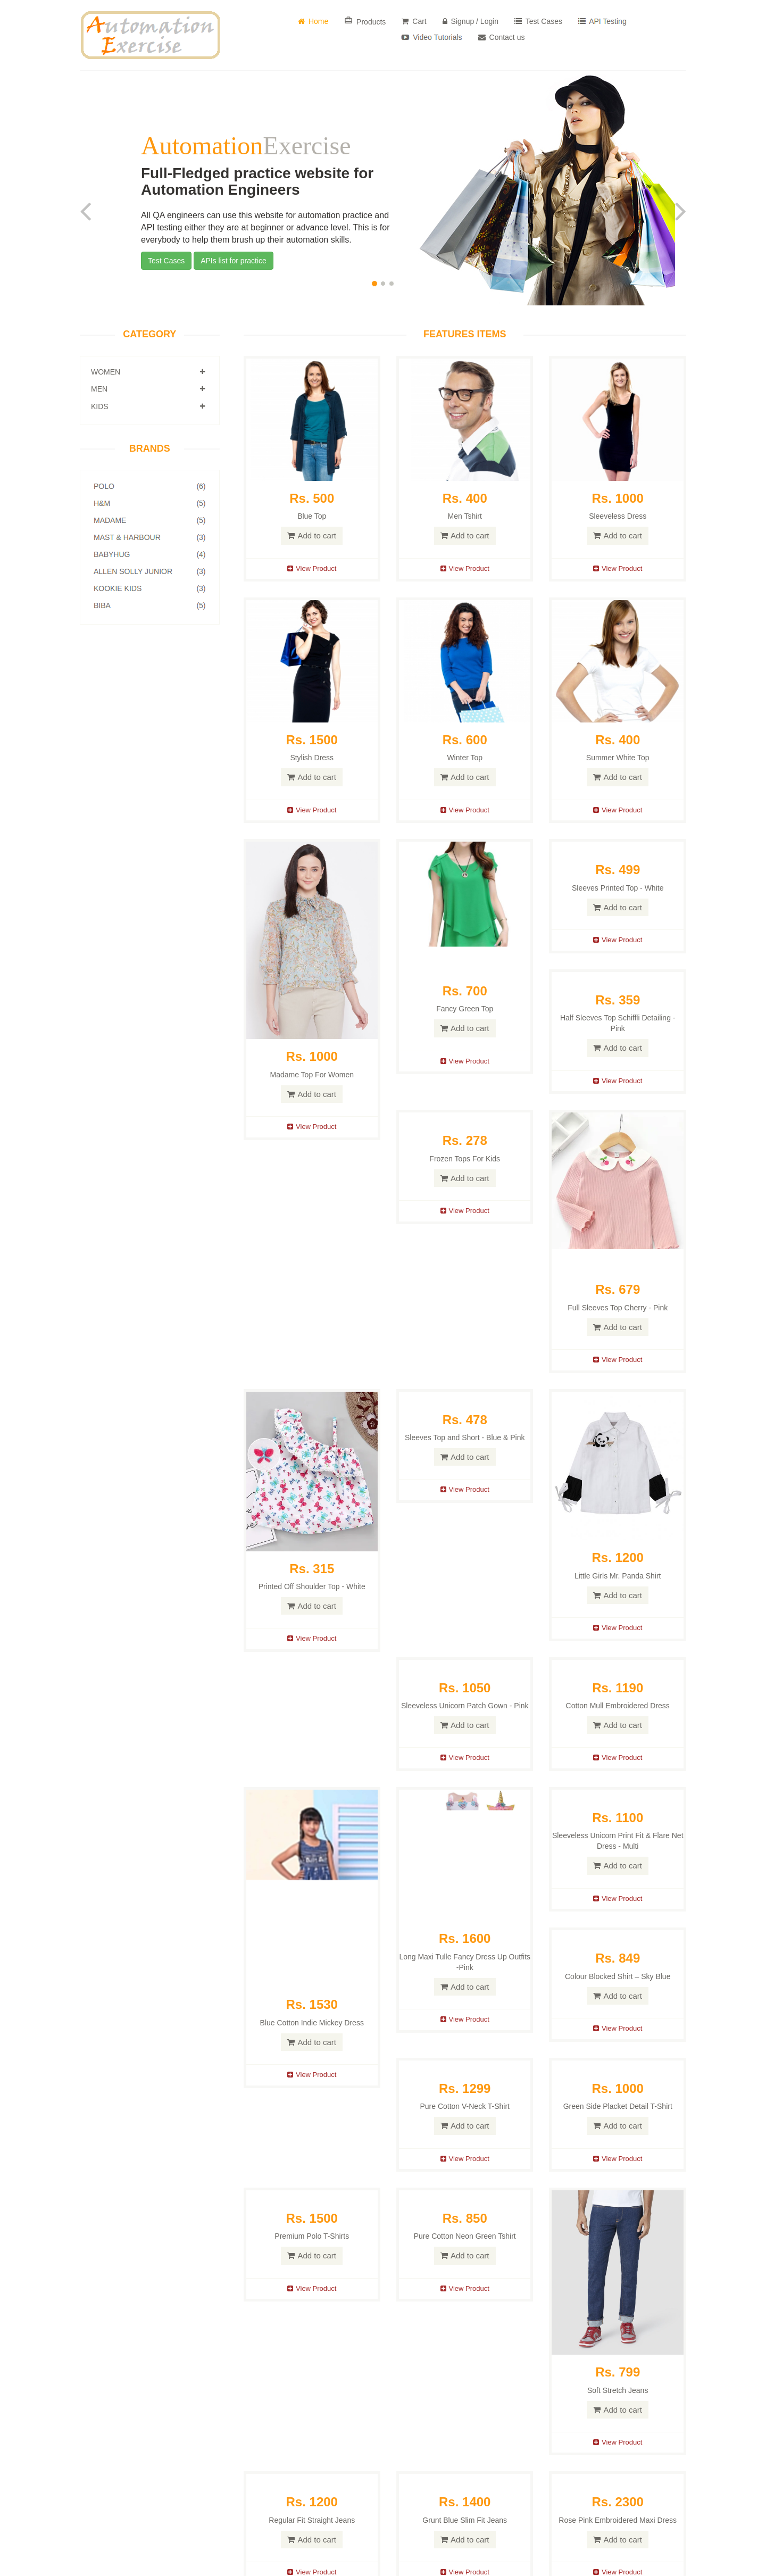 Automation
Exercise
Home
Products
Cart
Signup / Login
Test Cases
API Testing
Video Tutorials
Contact us
AutomationExercise
Full-Fledged practice website for
Automation Engineers
All QA engineers can use this website for automation practice and
API testing either they are at beginner or advance level. This is for
everybody to help them brush up their automation skills.
Test Cases
APIs list for practice
CATEGORY
WOMEN
MEN
KIDS
BRANDS
POLO (6)
H&M (5)
MADAME (5)
MAST & HARBOUR (3)
BABYHUG (4)
ALLEN SOLLY JUNIOR (3)
KOOKIE KIDS (3)
BIBA (5)
FEATURES ITEMS
Rs. 500
Blue Top
Add to cart
View Product
Rs. 400
Men Tshirt
Add to cart
View Product
Rs. 1000
Sleeveless Dress
Add to cart
View Product
Rs. 1500
Stylish Dress
Add to cart
View Product
Rs. 600
Winter Top
Add to cart
View Product
Rs. 400
Summer White Top
Add to cart
View Product
Rs. 1000
Madame Top For Women
Add to cart
View Product
Rs. 700
Fancy Green Top
Add to cart
View Product
Rs. 499
Sleeves Printed Top - White
Add to cart
View Product
Rs. 359
Half Sleeves Top Schiffli Detailing -
Pink
Add to cart
View Product
Rs. 278
Frozen Tops For Kids
Add to cart
View Product
Rs. 679
Full Sleeves Top Cherry - Pink
Add to cart
View Product
Rs. 315
Printed Off Shoulder Top - White
Add to cart
View Product
Rs. 478
Sleeves Top and Short - Blue & Pink
Add to cart
View Product
Rs. 1200
Little Girls Mr. Panda Shirt
Add to cart
View Product
Rs. 1050
Sleeveless Unicorn Patch Gown - Pink
Add to cart
View Product
Rs. 1190
Cotton Mull Embroidered Dress
Add to cart
View Product
Rs. 1530
Blue Cotton Indie Mickey Dress
Add to cart
View Product
Rs. 1600
Long Maxi Tulle Fancy Dress Up Outfits
-Pink
Add to cart
View Product
Rs. 1100
Sleeveless Unicorn Print Fit & Flare Net
Dress - Multi
Add to cart
View Product
Rs. 849
Colour Blocked Shirt – Sky Blue
Add to cart
View Product
Rs. 1299
Pure Cotton V-Neck T-Shirt
Add to cart
View Product
Rs. 1000
Green Side Placket Detail T-Shirt
Add to cart
View Product
Rs. 1500
Premium Polo T-Shirts
Add to cart
View Product
Rs. 850
Pure Cotton Neon Green Tshirt
Add to cart
View Product
Rs. 799
Soft Stretch Jeans
Add to cart
View Product
Rs. 1200
Regular Fit Straight Jeans
Add to cart
View Product
Rs. 1400
Grunt Blue Slim Fit Jeans
Add to cart
View Product
Rs. 2300
Rose Pink Embroidered Maxi Dress
Add to cart
View Product